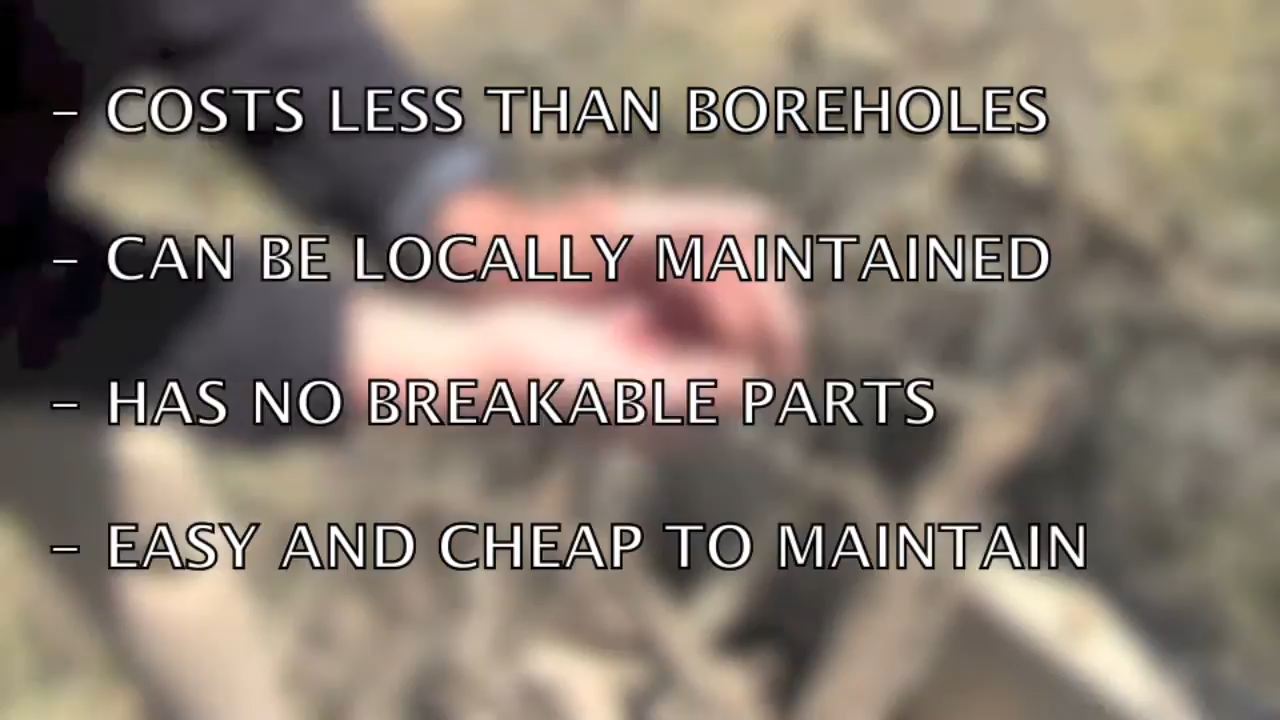 - COSTS LESS THAN BOREHOLES
- CAN BE LOCALLY MAINTAINED
- HAS NO BREAKABLE PARTS
- EASY AND CHEAP TO MAINTAIN